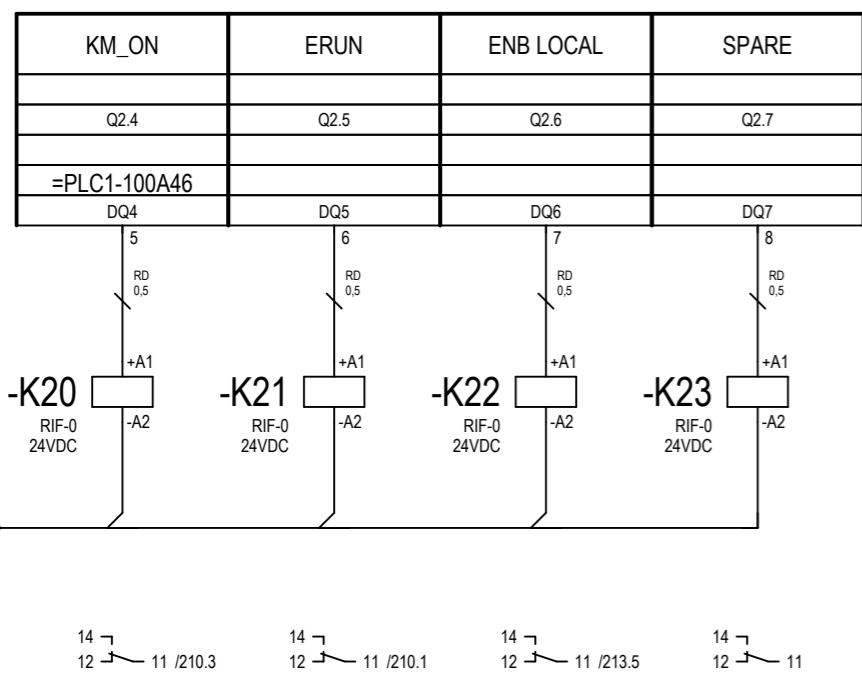 KM_ON ERUN ENB LOCAL SPARE
Q2.4 Q2.5 Q2.6 Q2.7
=PLC1-100A46
DQ4 DQ5 DQ6 DQ7
5 6 7 8
RD RD RD RD
0,5 0,5 0,5 0,5
+A1 +A1 +A1 +A1
-K20 -K21 -K22 -K23
RIF-0 -A2 RIF-0 -A2 RIF-0 -A2 RIF-0 -A2
24VDC 24VDC 24VDC 24VDC
14 14 14 14
12 11 /210.3 12 11 /210.1 12 11 /213.5 12 11